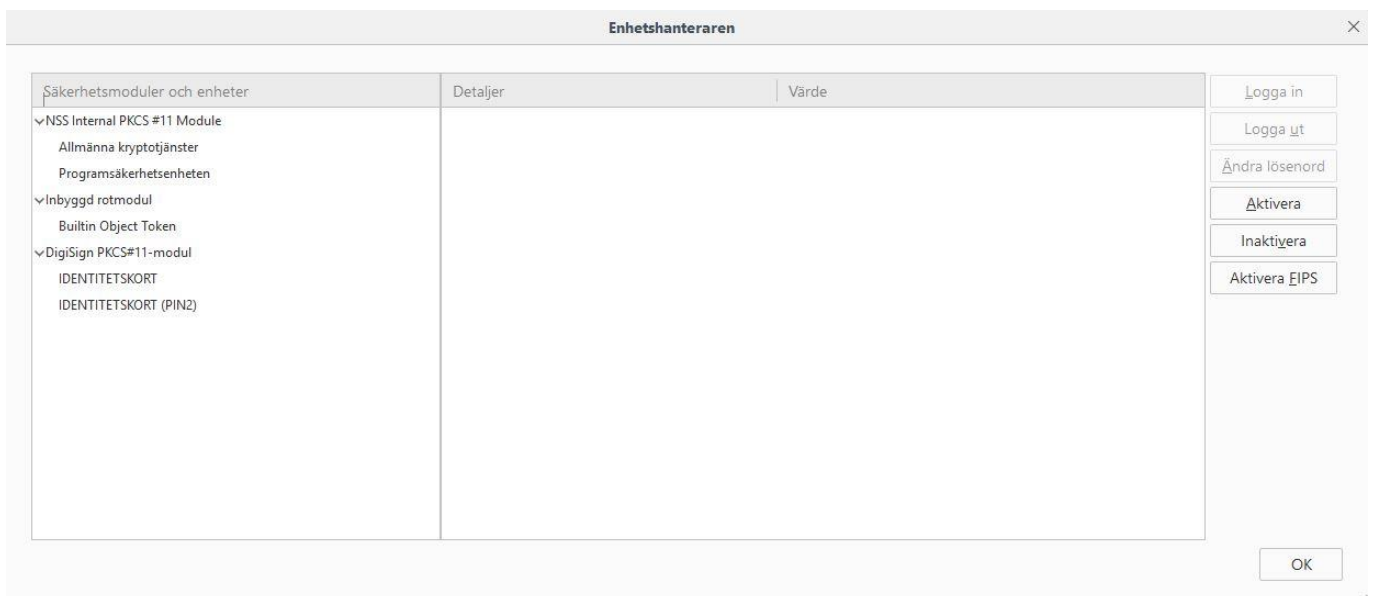 Enhetshanteraren
Säkerhetsmoduler och enheter
Detaljer
Värde
NSS Internal PKCS #11 Module
Allmänna kryptotjänster
Programsäkerhetsenheten
Inbyggd rotmodul
Builtin Object Token
DigiSign PKCS#11-modul
IDENTITETSKORT
IDENTITETSKORT (PIN2)
Logga in
Logga ut
Ändra lösenord
Aktivera
Inaktivera
Aktivera FIPS
OK